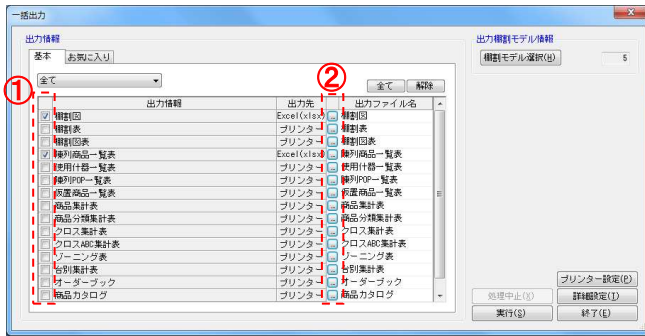 一括出力
出力情報
基本 お気に入り
全て
全て 解除
① ②
出力情報 出力先 出力ファイル名
棚割図 Excel(xlsx) ... 棚割図
棚割表 プリンター ... 棚割表
棚割図表 プリンター ... 棚割図表
陳列商品一覧表 Excel(xlsx) ... 陳列商品一覧表
使用什器一覧表 プリンター ... 使用什器一覧表
陳列POP一覧表 プリンター ... 陳列POP一覧表
仮置商品一覧表 プリンター ... 仮置商品一覧表
商品集計表 プリンター ... 商品集計表
商品分類集計表 プリンター ... 商品分類集計表
クロス集計表 プリンター ... クロス集計表
クロスABC集計表 プリンター ... クロスABC集計表
ゾーニング表 プリンター ... ゾーニング表
台別集計表 プリンター ...台別集計表
オーダーブック プリンター ... オーダーブック
商品カタログ プリンター ... 商品カタログ
出力棚割モデル情報
棚割モデル選択(H) 5
プリンター設定(P)
処理中止(X) 詳細設定(I)
実行(S) 終了(E)